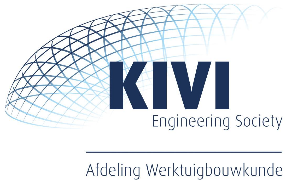 KIVI
Engineering Society
Afdeling Werktuigbouwkunde